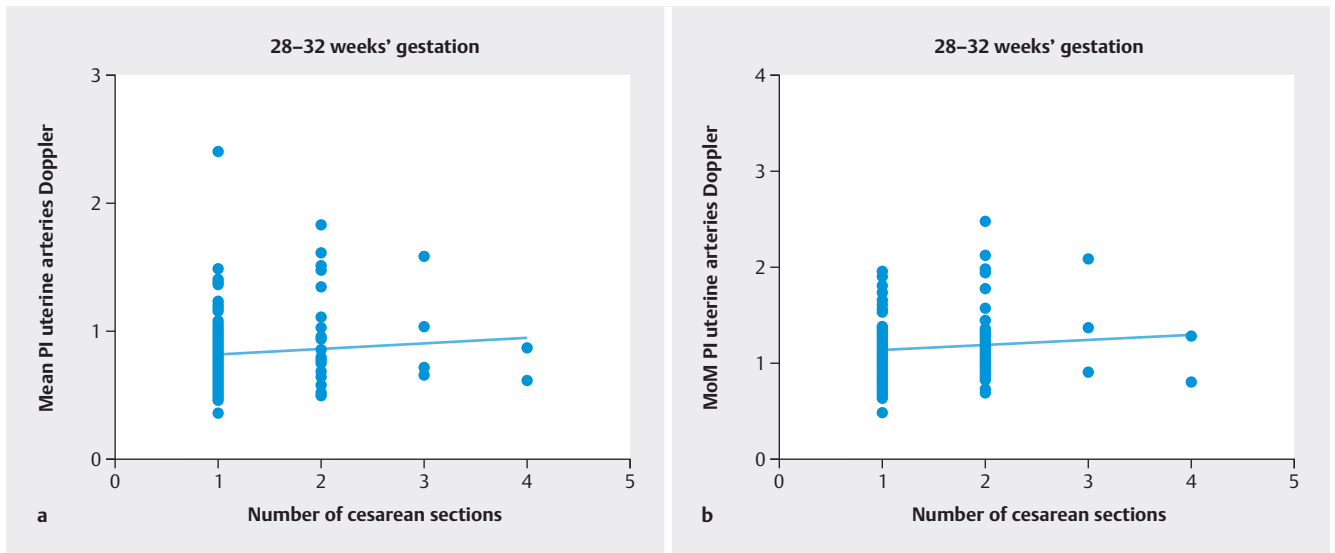 28–32 weeks' gestation
Mean PI uterine arteries Doppler
3
2
1
0
0 1 2 3 4 5
Number of cesarean sections
a
28–32 weeks' gestation
MoM PI uterine arteries Doppler
4
3
2
1
0
0 1 2 3 4 5
Number of cesarean sections
b